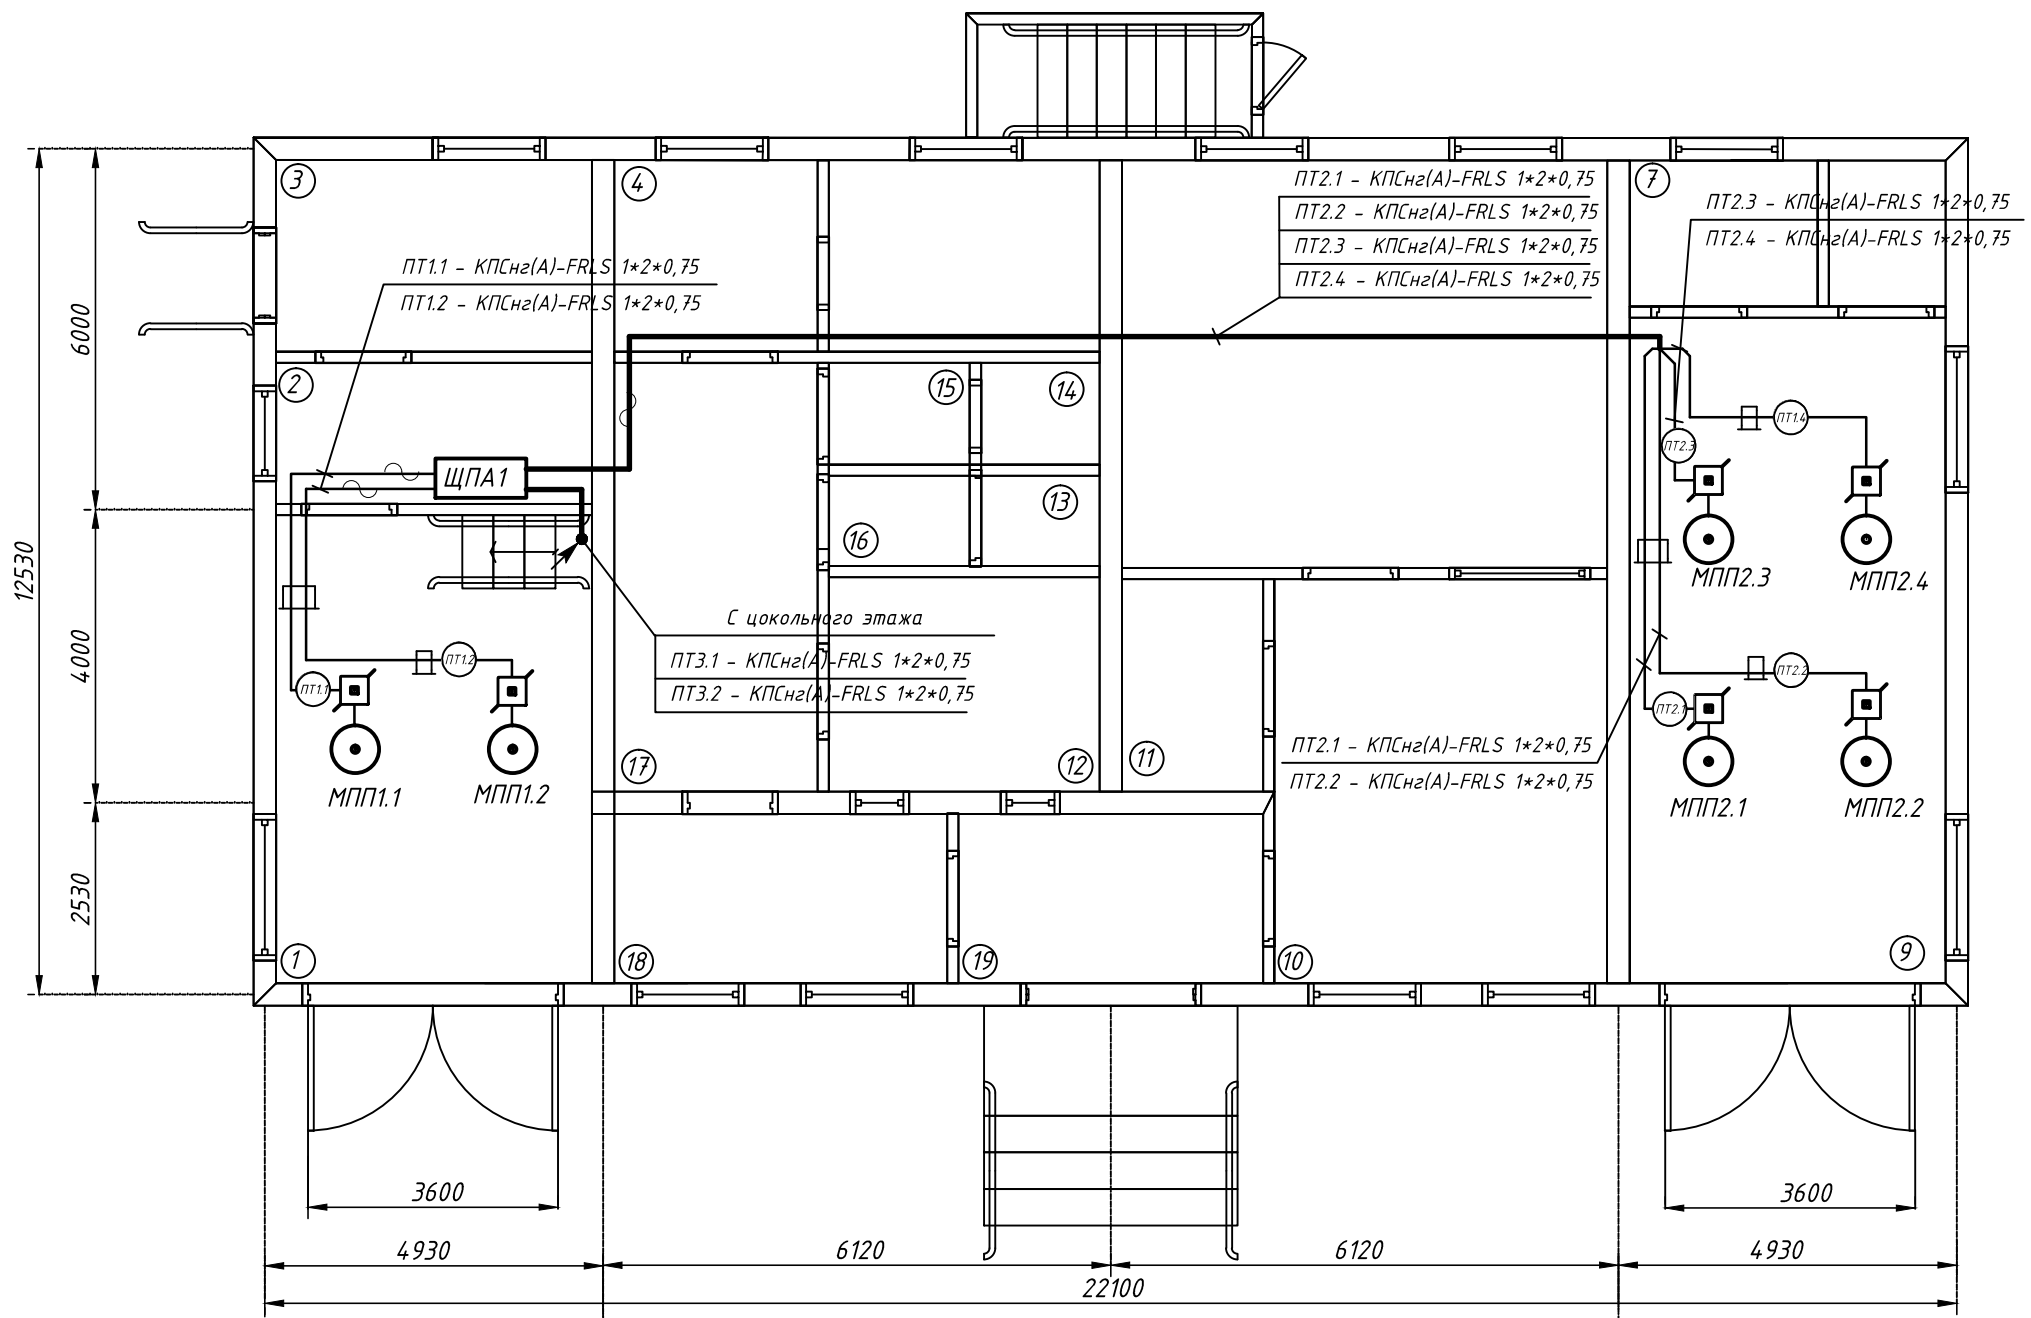 3
4
7
ПТ2.1 - КПСнг(А)-FRLS 1*2*0,75
ПТ2.2 - КПСнг(А)-FRLS 1*2*0,75
ПТ2.3 - КПСнг(А)-FRLS 1*2*0,75
ПТ2.4 - КПСнг(А)-FRLS 1*2*0,75
ПТ2.3 - КПСнг(А)-FRLS 1*2*0,75
ПТ2.4 - КПСнг(А)-FRLS 1*2*0,75
ПТ1.1 - КПСнг(А)-FRLS 1*2*0,75
ПТ1.2 - КПСнг(А)-FRLS 1*2*0,75
6000
2
15
14
ПТ1.4
ПТ2.3
ЩПА1
13
16
12530
МПП2.3
МПП2.4
С цокольного этажа
ПТ3.1 - КПСнг(А)-FRLS 1*2*0,75
ПТ3.2 - КПСнг(А)-FRLS 1*2*0,75
4000
ПТ1.2
ПТ1.1
ПТ2.2
ПТ2.1
ПТ2.1 - КПСнг(А)-FRLS 1*2*0,75
ПТ2.2 - КПСнг(А)-FRLS 1*2*0,75
17
12
11
МПП1.1
МПП1.2
МПП2.1
МПП2.2
2530
1
18
19
10
9
3600
3600
4930
6120
6120
4930
22100